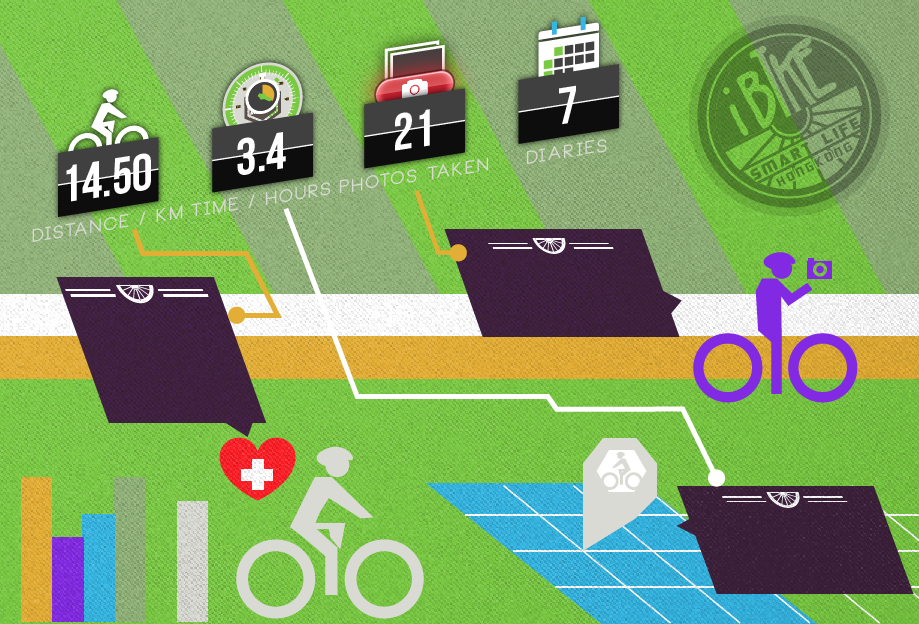 14.50
3.4
21
7
DISTANCE / KM
TIME / HOURS
PHOTOS TAKEN
DIARIES
iBiKE
SMART LIFE
HONGKONG